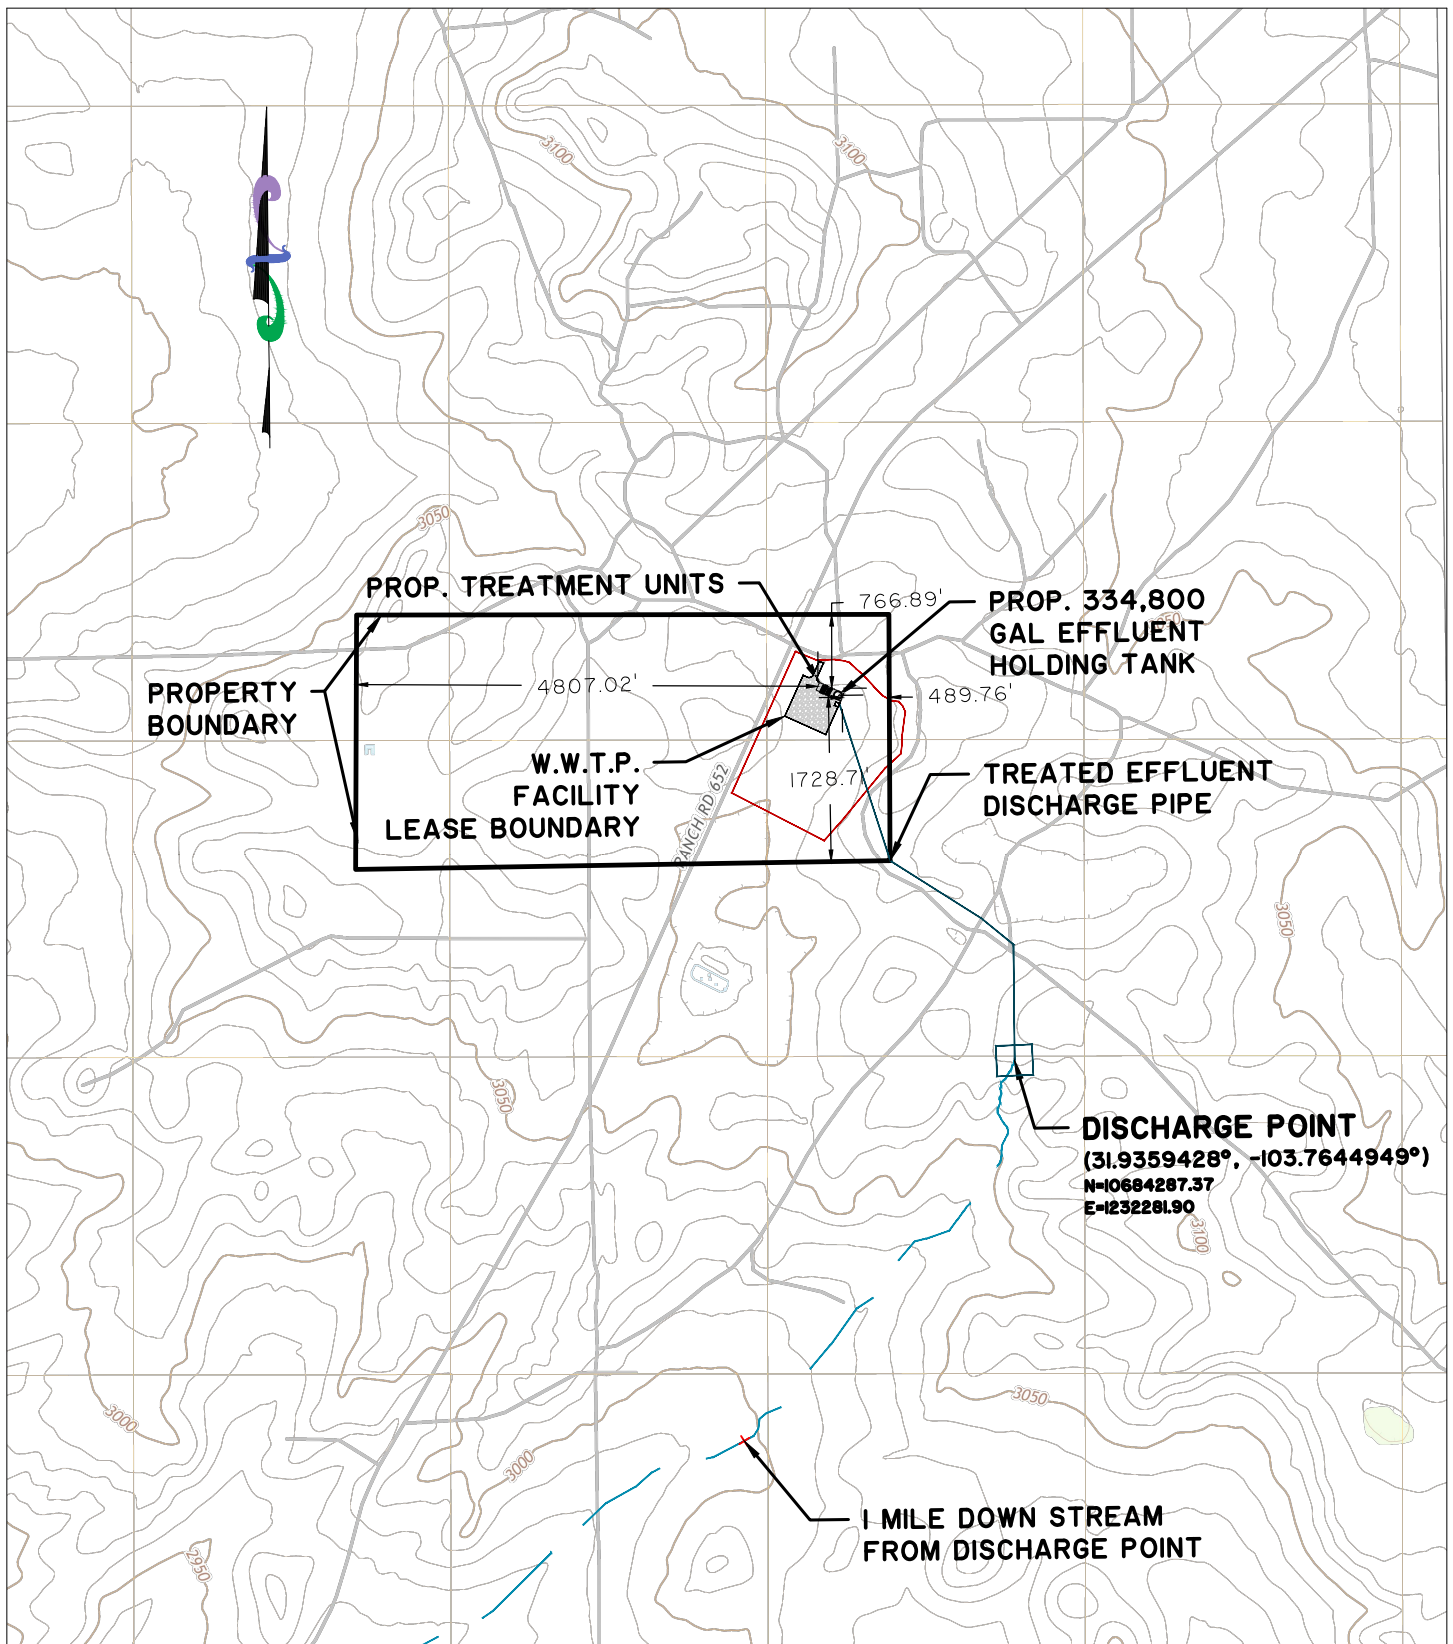 3100
3100
3050
PROP. TREATMENT UNITS
766.89'
PROP. 334,800
GAL EFFLUENT
HOLDING TANK
PROPERTY
BOUNDARY
4807.02'
489.76'
W.W.T.P.
FACILITY
LEASE BOUNDARY
RANCH RD 652
1728.71'
TREATED EFFLUENT
DISCHARGE PIPE
3050
3050
DISCHARGE POINT
(31.9359428°, -103.7644949°)
N=10684287.37
E=1232281.90
3100
3050
3000
3000
2950
1 MILE DOWN STREAM
FROM DISCHARGE POINT